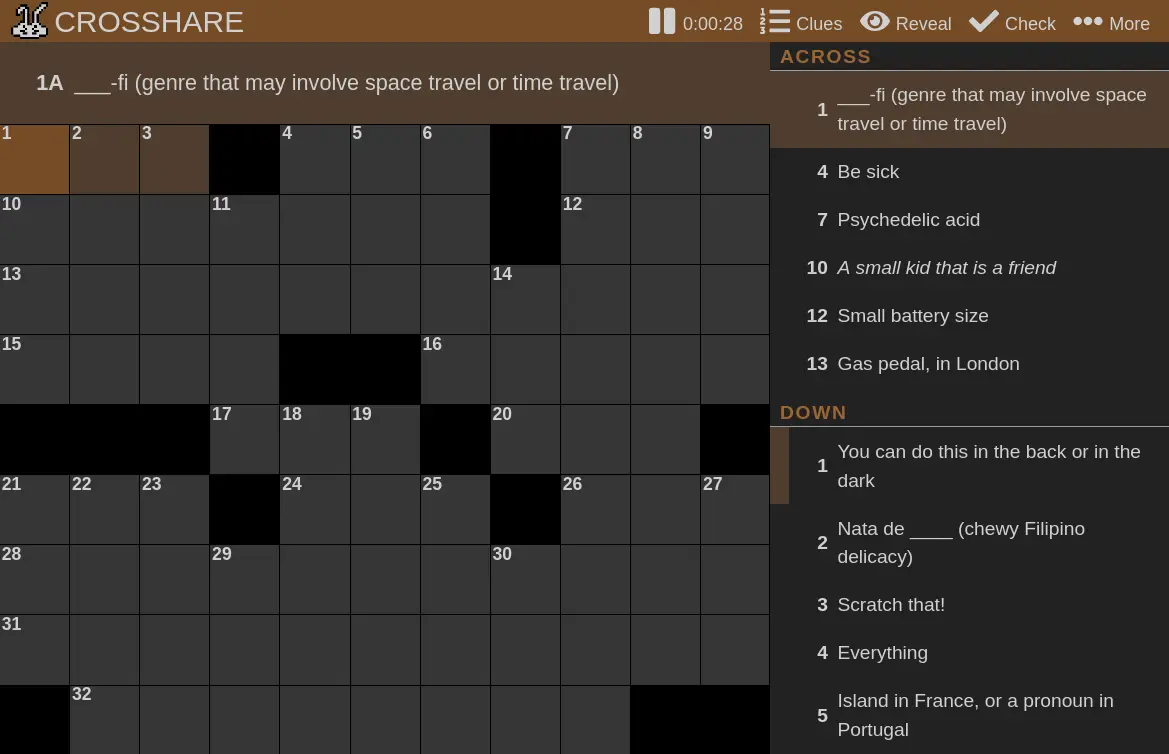 CROSSHARE
0:00:28
1
2
3
Clues
Reveal
Check
More
1A ___-fi (genre that may involve space travel or time travel)
1 2 3 4 5 6 7 8 9
10 11 12
13 14
15 16
17 18 19 20
21 22 23 24 25 26 27
28 29 30
31
32
ACROSS
1 ___-fi (genre that may involve space
travel or time travel)
4 Be sick
7 Psychedelic acid
10 A small kid that is a friend
12 Small battery size
13 Gas pedal, in London
DOWN
1 You can do this in the back or in the
dark
2 Nata de ____ (chewy Filipino
delicacy)
3 Scratch that!
4 Everything
5 Island in France, or a pronoun in
Portugal